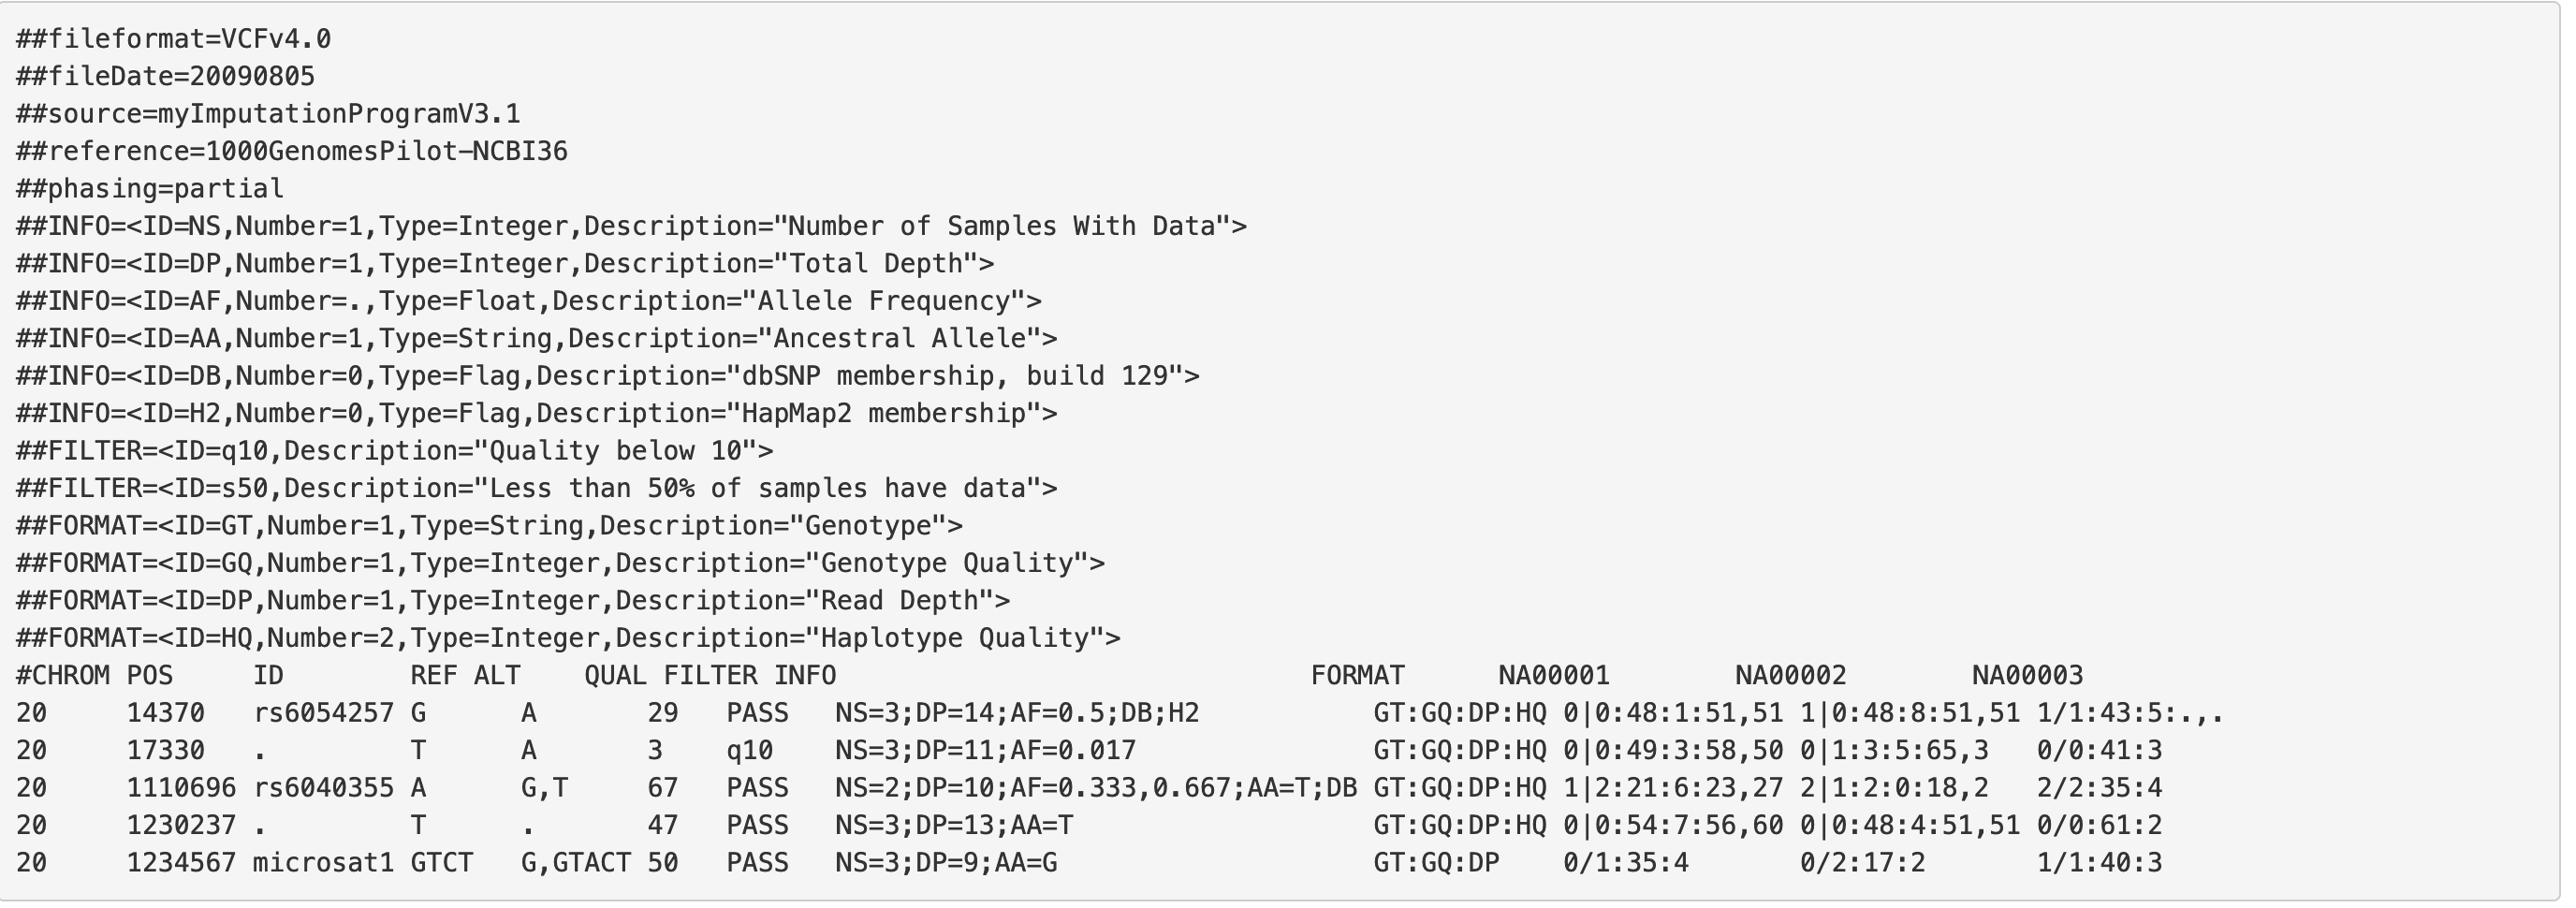 ##fileformat=VCFv4.0
##fileDate=20090805
##source=myImputationProgramV3.1
##reference=1000GenomesPilot-NCBI36
##phasing=partial
##INFO=<ID=NS,Number=1,Type=Integer,Description="Number of Samples With Data">
##INFO=<ID=DP,Number=1,Type=Integer,Description="Total Depth">
##INFO=<ID=AF,Number=.,Type=Float,Description="Allele Frequency">
##INFO=<ID=AA,Number=1,Type=String,Description="Ancestral Allele">
##INFO=<ID=DB,Number=0,Type=Flag,Description="dbSNP membership, build 129">
##INFO=<ID=H2,Number=0,Type=Flag,Description="HapMap2 membership">
##FILTER=<ID=q10,Description="Quality below 10">
##FILTER=<ID=s50,Description="Less than 50% of samples have data">
##FORMAT=<ID=GT,Number=1,Type=String,Description="Genotype">
##FORMAT=<ID=GQ,Number=1,Type=Integer,Description="Genotype Quality">
##FORMAT=<ID=DP,Number=1,Type=Integer,Description="Read Depth">
##FORMAT=<ID=HQ,Number=2,Type=Integer,Description="Haplotype Quality">
#CHROM POS     ID        REF ALT    QUAL FILTER INFO                              FORMAT      NA00001        NA00002        NA00003
20     14370   rs6054257 G      A       29   PASS   NS=3;DP=14;AF=0.5;DB;H2           GT:GQ:DP:HQ 0|0:48:1:51,51 1|0:48:8:51,51 1/1:43:5:.,.
20     17330   .         T      A       3    q10    NS=3;DP=11;AF=0.017               GT:GQ:DP:HQ 0|0:49:3:58,50 0|1:3:5:65,3   0/0:41:3
20     1110696 rs6040355 A      G,T     67   PASS   NS=2;DP=10;AF=0.333,0.667;AA=T;DB GT:GQ:DP:HQ 1|2:21:6:23,27 2|1:2:0:18,2   2/2:35:4
20     1230237 .         T      .       47   PASS   NS=3;DP=13;AA=T                   GT:GQ:DP:HQ 0|0:54:7:56,60 0|0:48:4:51,51 0/0:61:2
20     1234567 microsat1 GTCT   G,GTACT 50   PASS   NS=3;DP=9;AA=G                    GT:GQ:DP    0/1:35:4       0/2:17:2       1/1:40:3